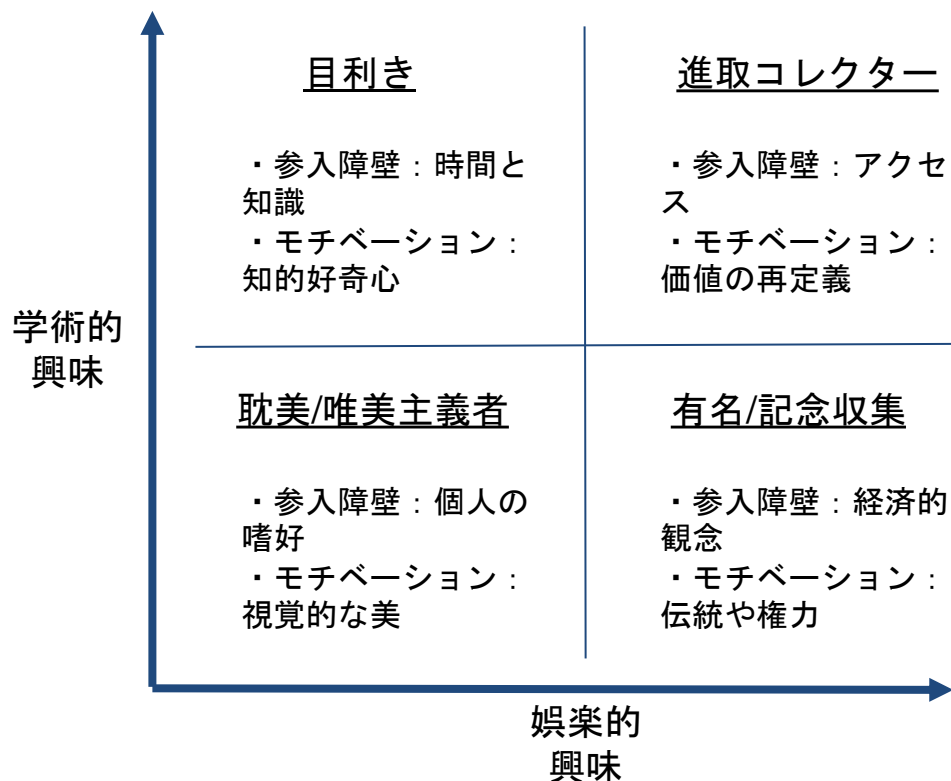 目利き
・参入障壁：時間と
知識
・モチベーション：
知的好奇心
進取コレクター
・参入障壁：アクセ
ス
・モチベーション：
価値の再定義
学術的
興味
耽美/唯美主義者
・参入障壁：個人の
嗜好
・モチベーション：
視覚的な美
有名/記念収集
・参入障壁：経済的
観念
・モチベーション：
伝統や権力
娯楽的
興味